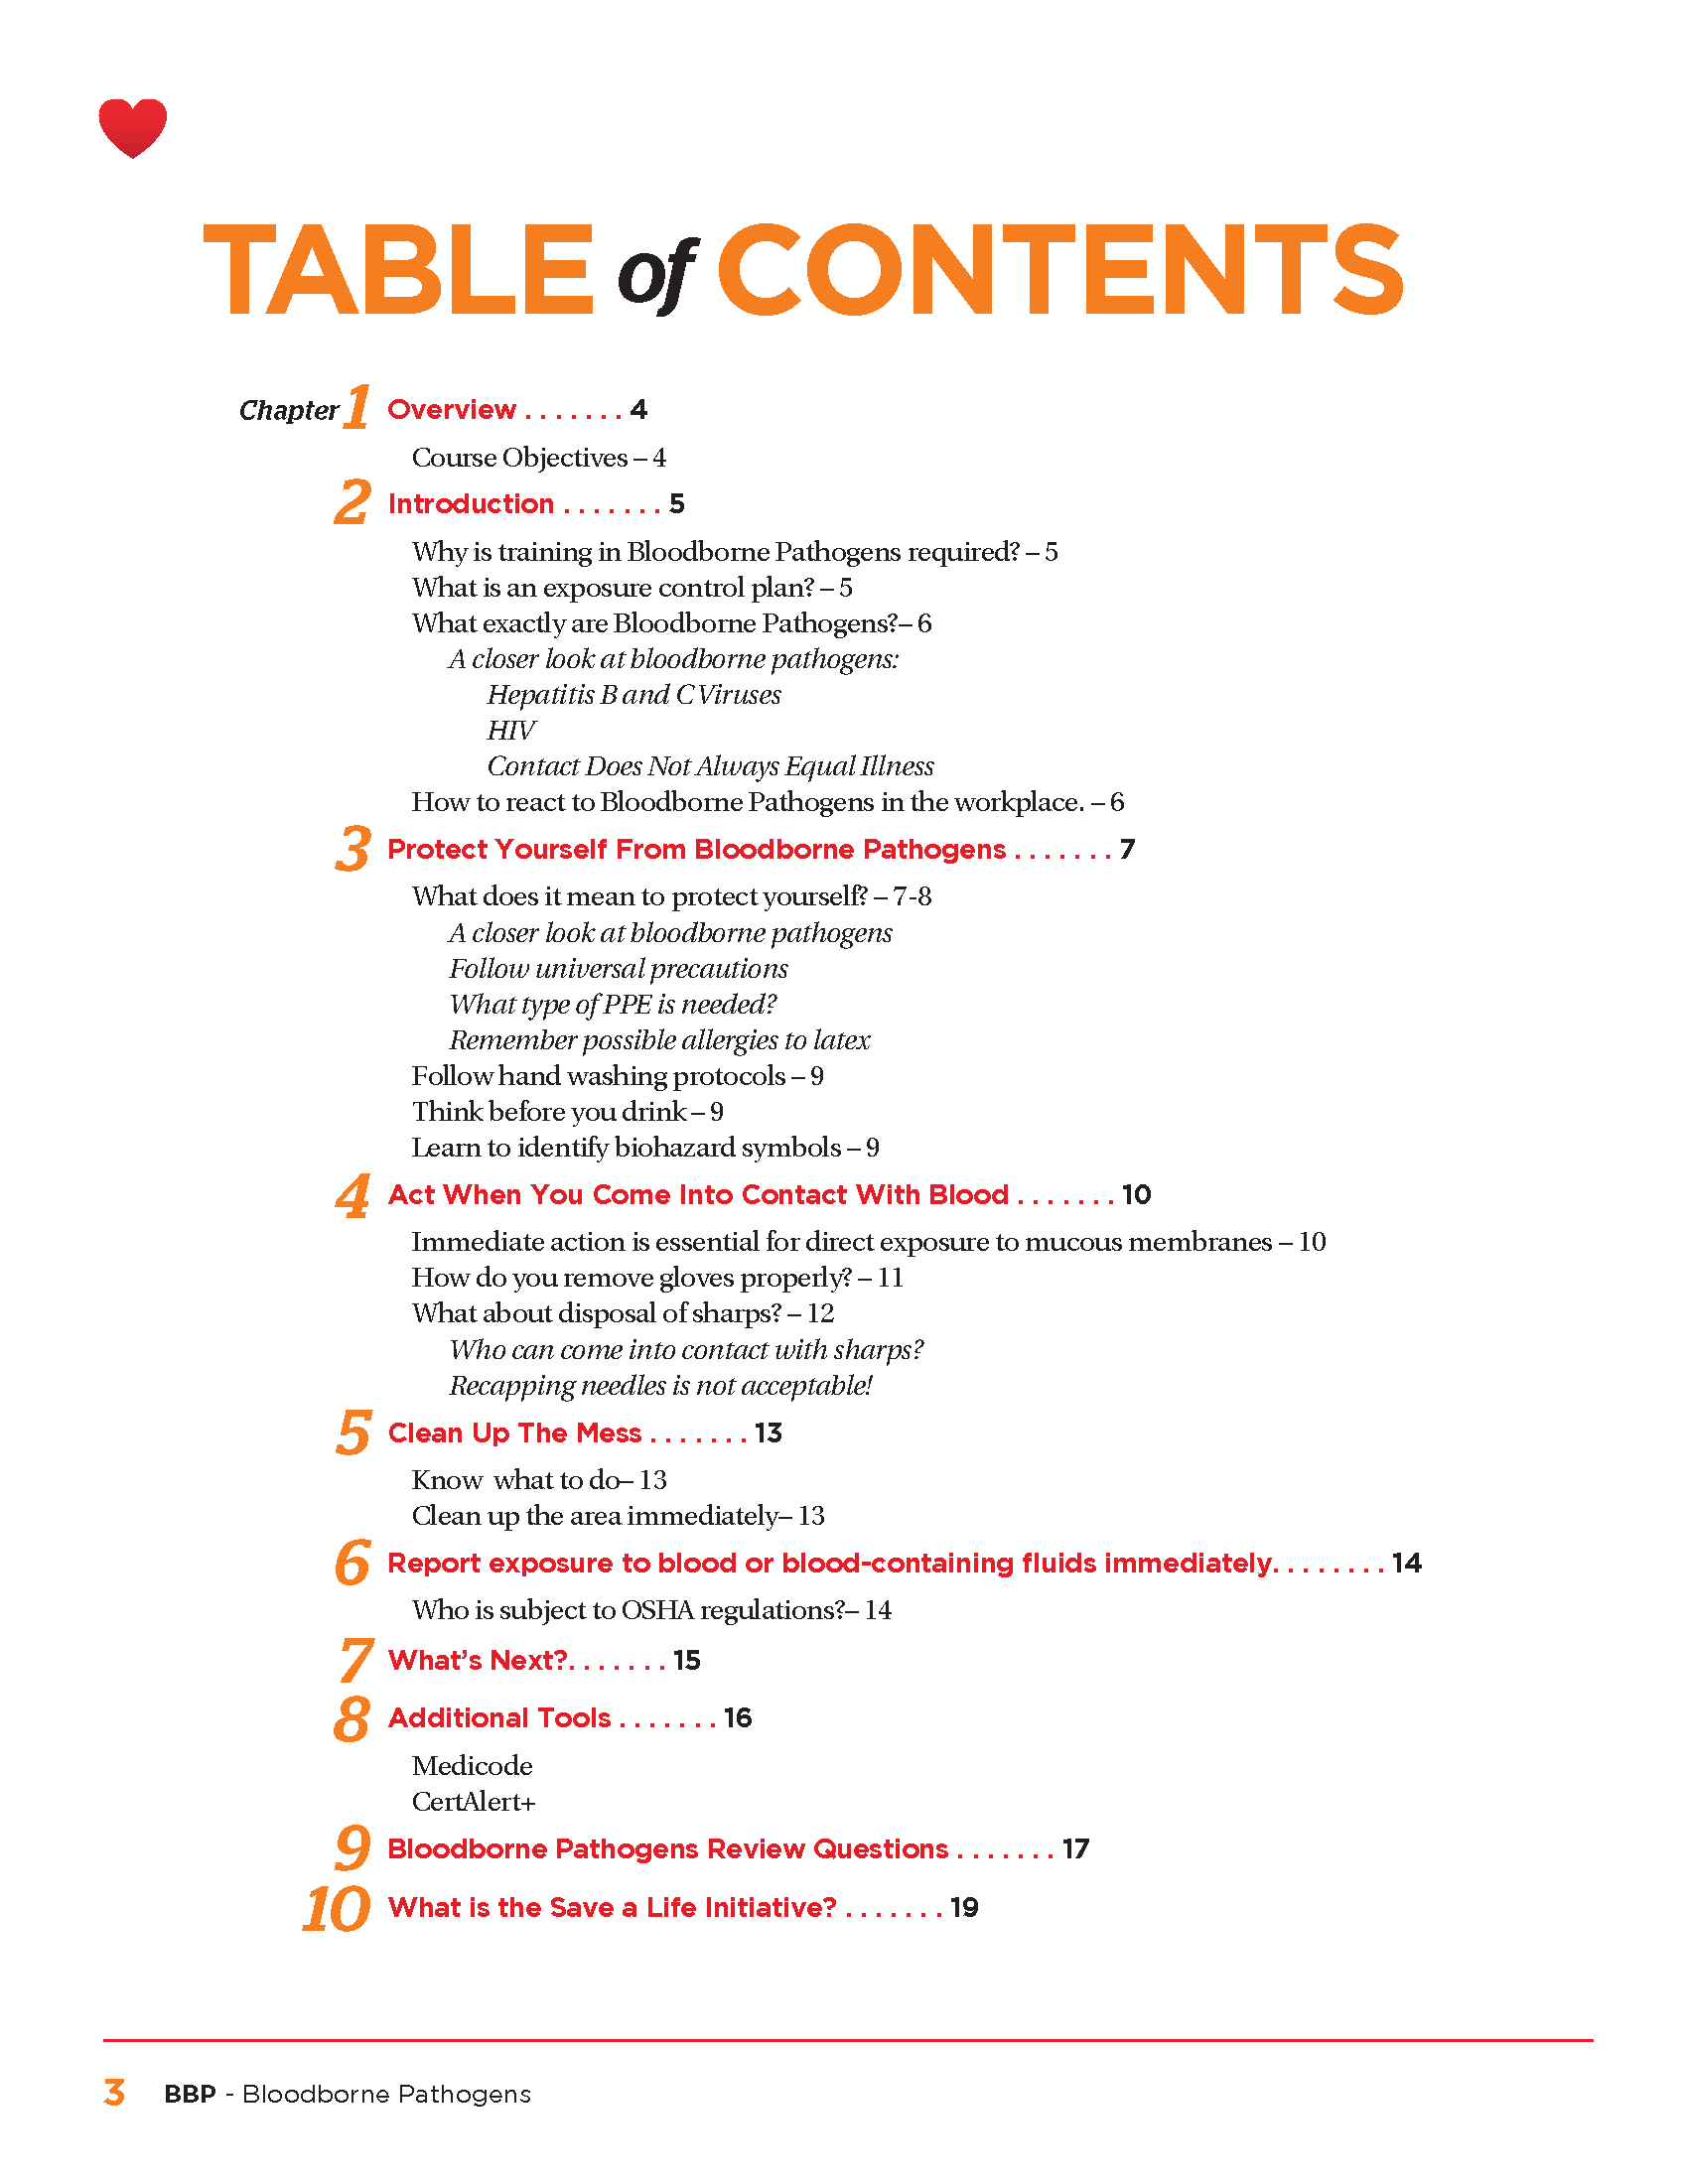 TABLE of CONTENTS
Chapter 1 Overview . . . . . . . 4
Course Objectives – 4
2 Introduction . . . . . . . 5
Why is training in Bloodborne Pathogens required? – 5
What is an exposure control plan? – 5
What exactly are Bloodborne Pathogens?– 6
A closer look at bloodborne pathogens:
Hepatitis B and C Viruses
HIV
Contact Does Not Always Equal Illness
How to react to Bloodborne Pathogens in the workplace. – 6
3 Protect Yourself From Bloodborne Pathogens . . . . . . . 7
What does it mean to protect yourself? – 7-8
A closer look at bloodborne pathogens
Follow universal precautions
What type of PPE is needed?
Remember possible allergies to latex
Follow hand washing protocols – 9
Think before you drink – 9
Learn to identify biohazard symbols – 9
4 Act When You Come Into Contact With Blood . . . . . . . 10
Immediate action is essential for direct exposure to mucous membranes – 10
How do you remove gloves properly? – 11
What about disposal of sharps? – 12
Who can come into contact with sharps?
Recapping needles is not acceptable!
5 Clean Up The Mess . . . . . . . 13
Know what to do– 13
Clean up the area immediately– 13
6 Report exposure to blood or blood-containing fluids immediately. . . . . . . . 14
Who is subject to OSHA regulations?– 14
7 What’s Next?. . . . . . . 15
8 Additional Tools . . . . . . . 16
Medicode
CertAlert+
9 Bloodborne Pathogens Review Questions . . . . . . . 17
10 What is the Save a Life Initiative? . . . . . . . 19
3 BBP - Bloodborne Pathogens